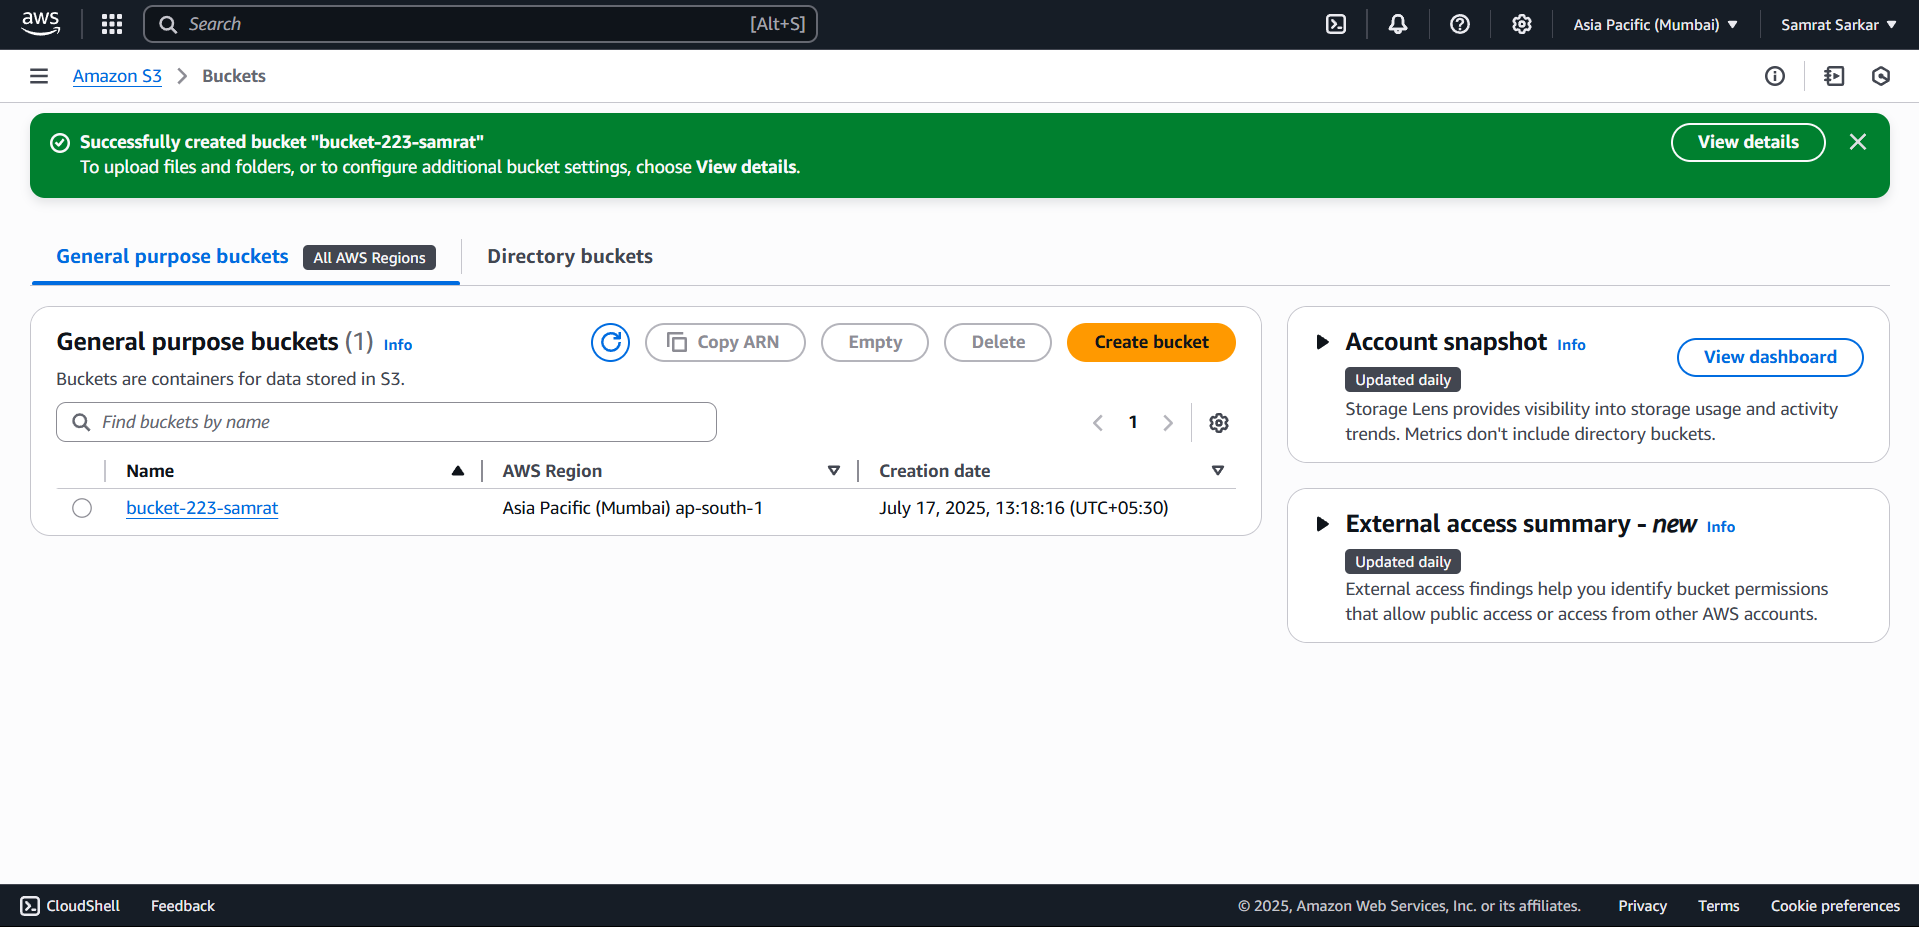 aws
Search [Alt+S]
Asia Pacific (Mumbai)
Samrat Sarkar
Amazon S3 > Buckets
Successfully created bucket "bucket-223-samrat"
To upload files and folders, or to configure additional bucket settings, choose View details.
View details
General purpose buckets All AWS Regions
Directory buckets
General purpose buckets (1) Info
Copy ARN
Empty
Delete
Create bucket
Buckets are containers for data stored in S3.
Find buckets by name
1
Name AWS Region Creation date
bucket-223-samrat Asia Pacific (Mumbai) ap-south-1 July 17, 2025, 13:18:16 (UTC+05:30)
Account snapshot Info
View dashboard
Updated daily
Storage Lens provides visibility into storage usage and activity
trends. Metrics don't include directory buckets.
External access summary - new Info
Updated daily
External access findings help you identify bucket permissions
that allow public access or access from other AWS accounts.
CloudShell Feedback © 2025, Amazon Web Services, Inc. or its affiliates. Privacy Terms Cookie preferences